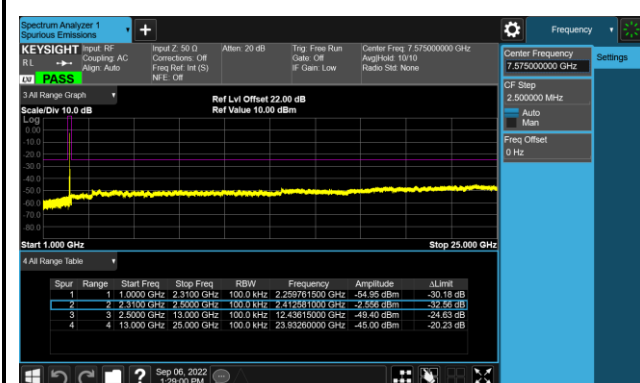 Spectrum Analyzer 1
Spurious Emissions
Frequency
KEYSIGHT Input: RF Input Z: 50 Ω Atten: 20 dB Trig: Free Run Center Freq: 7.575000000 GHz
RL Coupling: AC Corrections: Off Gate: Off Avg|Hold: 10/10
Align: Auto Freq Ref: Int (S) IF Gain: Low Radio Std: None
NFE: Off
PASS
Center Frequency
7.575000000 GHz
Settings
CF Step
2.500000 MHz
Auto
Man
Freq Offset
0 Hz
3 All Range Graph
Ref Lvl Offset 22.00 dB
Scale/Div 10.0 dB Ref Value 10.00 dBm
Log
0.00
-10.0
-20.0
-30.0
-40.0
-50.0
-60.0
-70.0
-80.0
Start 1.000 GHz Stop 25.000 GHz
4 All Range Table
Spur Range Start Freq Stop Freq RBW Frequency Amplitude ΔLimit
1 1 1.0000 GHz 2.3100 GHz 100.0 kHz 2.259761500 GHz -54.95 dBm -30.18 dB
2 2 2.3100 GHz 2.5000 GHz 100.0 kHz 2.412581000 GHz -2.556 dBm -32.56 dB
3 3 2.5000 GHz 13.000 GHz 100.0 kHz 12.43615000 GHz -49.40 dBm -24.63 dB
4 4 13.000 GHz 25.000 GHz 100.0 kHz 23.93260000 GHz -45.00 dBm -20.23 dB
Sep 06, 2022
1:29:00 PM